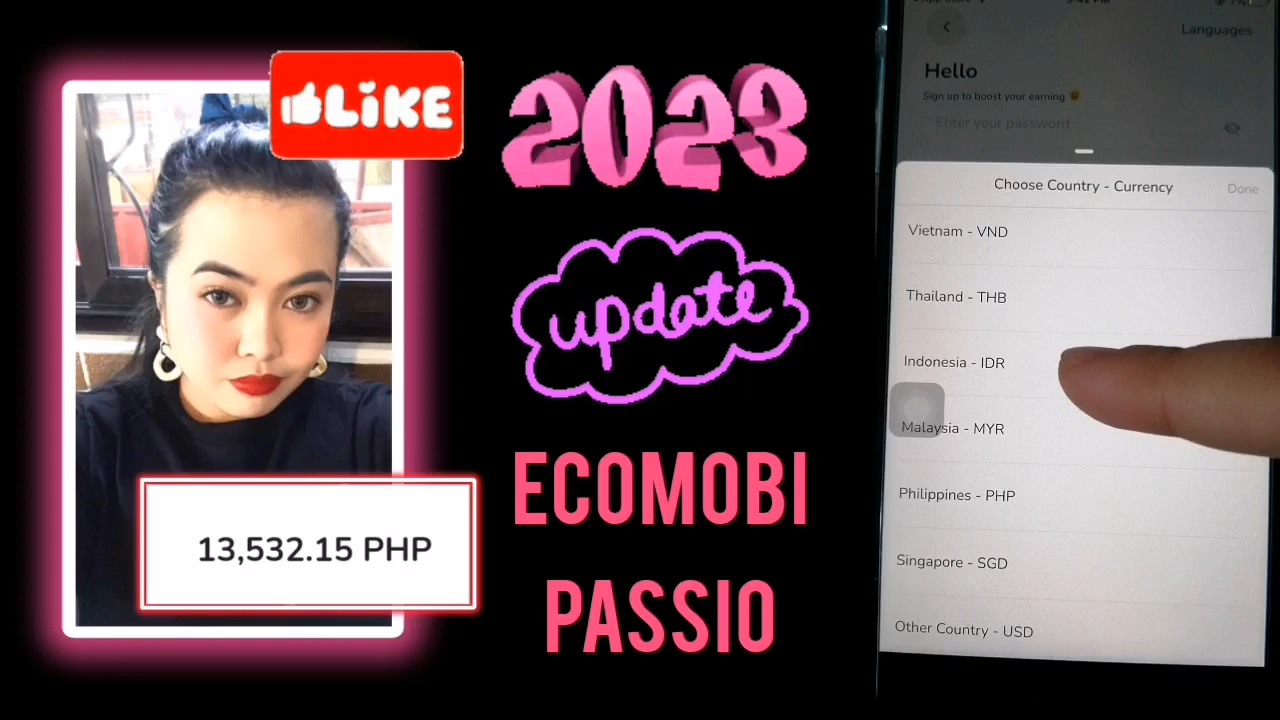 LiKE
13,532.15 PHP
2023
update
ECOMOBI
PASSIO
Languages
Hello
Sign up to boost your earning
Enter your password
Choose Country - Currency
Done
Vietnam - VND
Thailand - THB
Indonesia - IDR
Malaysia - MYR
Philippines - PHP
Singapore - SGD
Other Country - USD